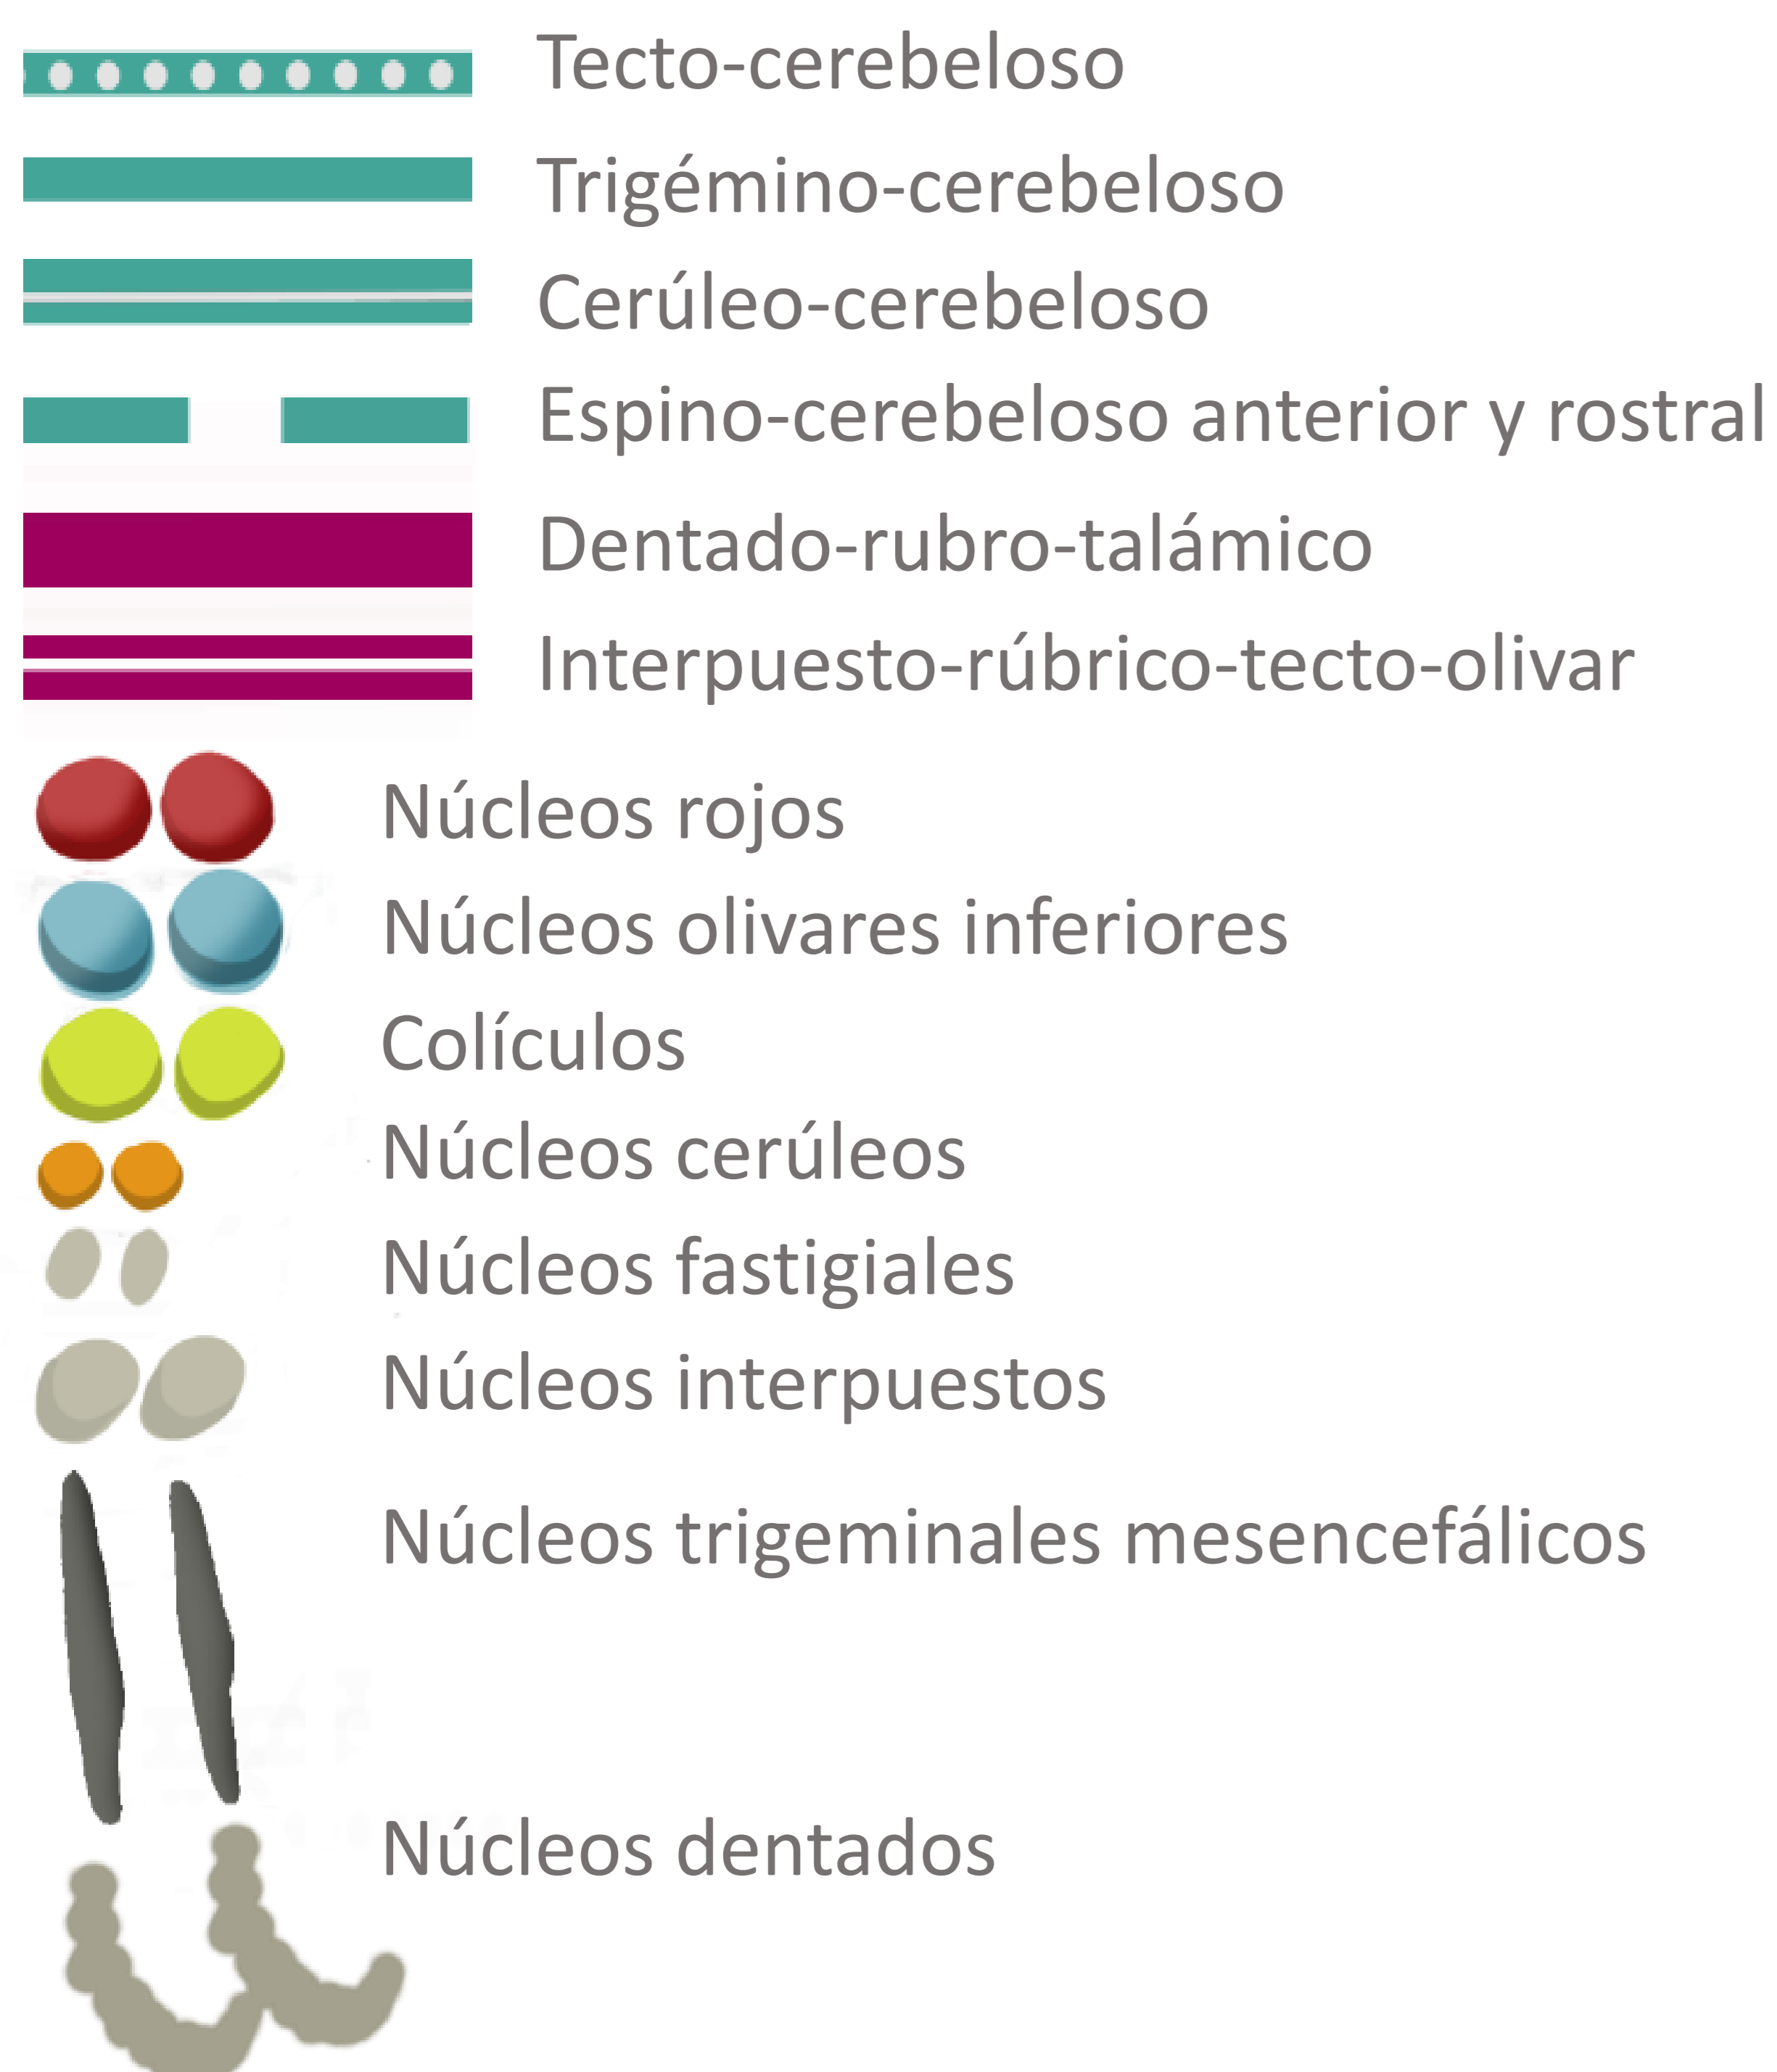 Tecto-cerebeloso
Trigémino-cerebeloso
Cerúleo-cerebeloso
Espino-cerebeloso anterior y rostral
Dentado-rubro-talámico
Interpuesto-rúbrico-tecto-olivar
Núcleos rojos
Núcleos olivares inferiores
Colículos
Núcleos cerúleos
Núcleos fastigiales
Núcleos interpuestos
Núcleos trigeminales mesencefálicos
Núcleos dentados